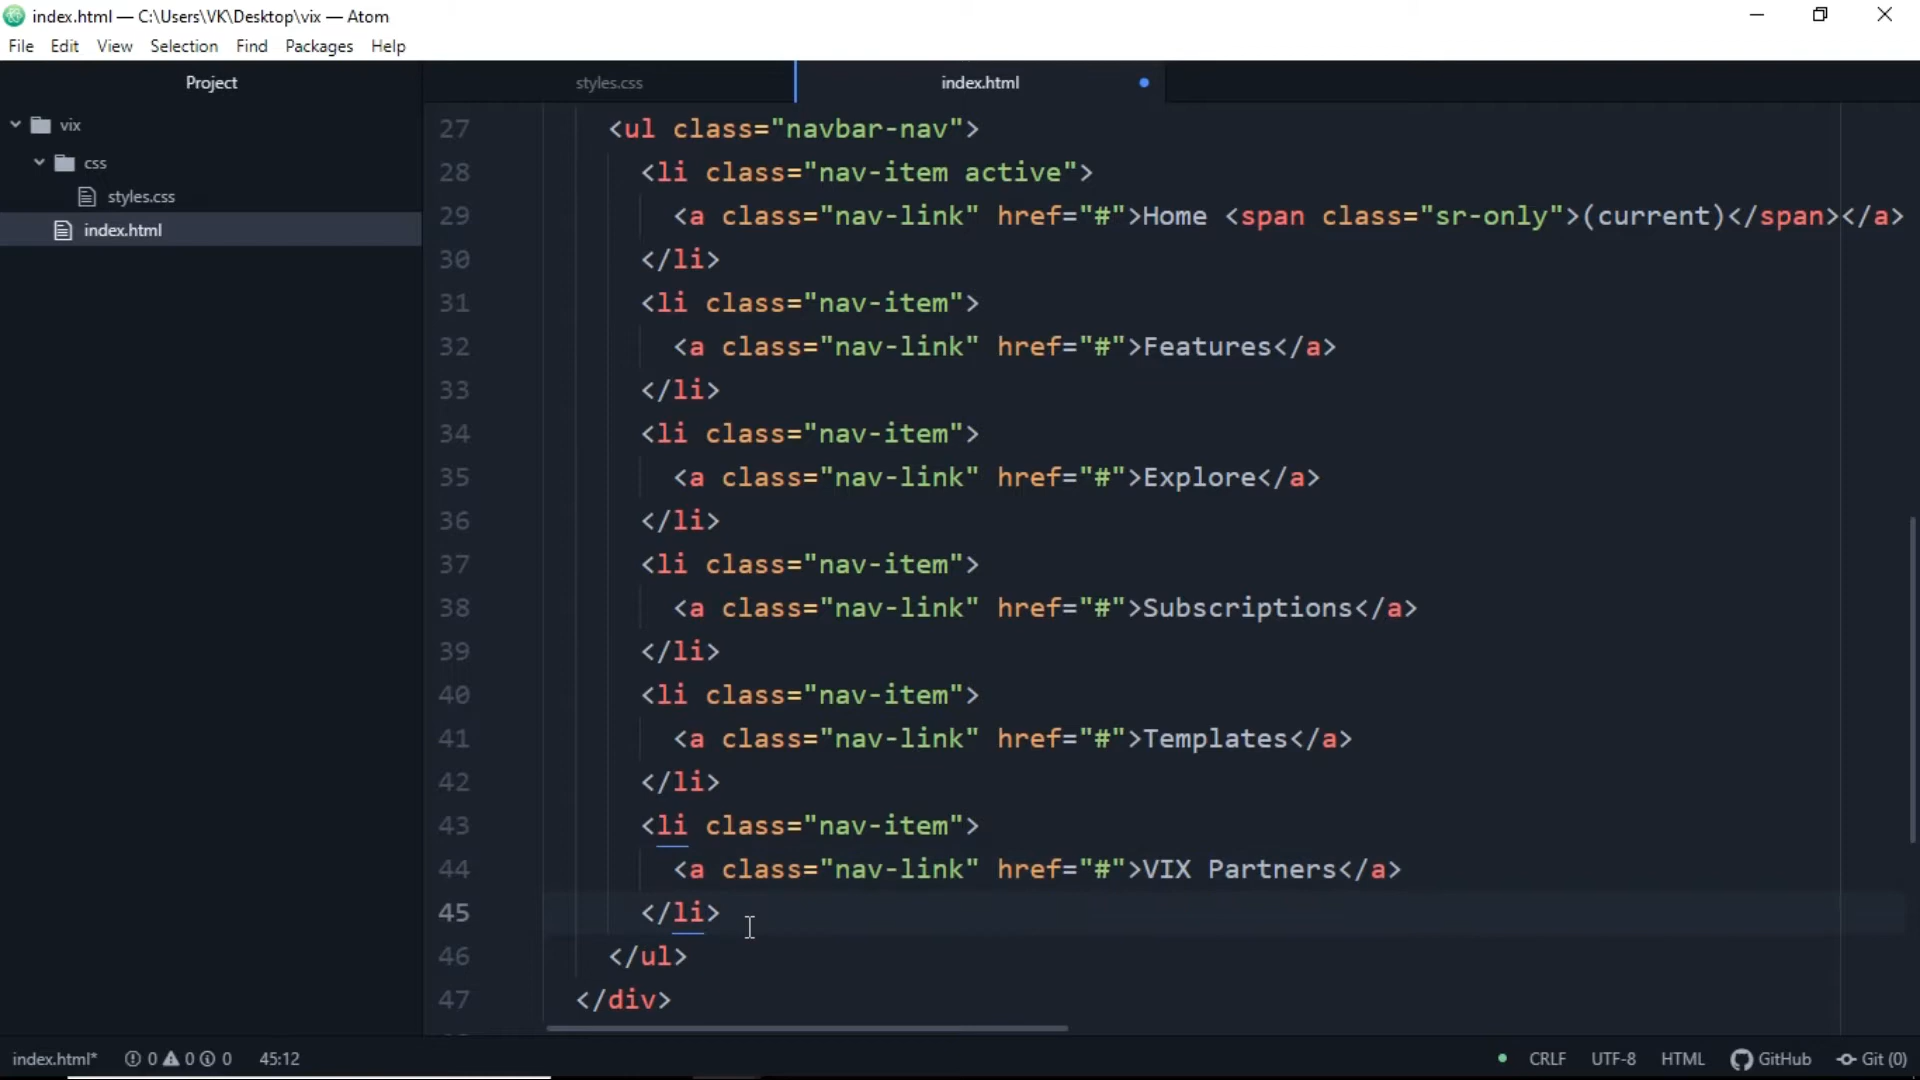 index.html — C:\Users\VK\Desktop\vix — Atom
File Edit View Selection Find Packages Help
Project
vix
css
styles.css
index.html
styles.css index.html
27 <ul class="navbar-nav">
28 <li class="nav-item active">
29 <a class="nav-link" href="#">Home <span class="sr-only">(current)</span></a>
30 </li>
31 <li class="nav-item">
32 <a class="nav-link" href="#">Features</a>
33 </li>
34 <li class="nav-item">
35 <a class="nav-link" href="#">Explore</a>
36 </li>
37 <li class="nav-item">
38 <a class="nav-link" href="#">Subscriptions</a>
39 </li>
40 <li class="nav-item">
41 <a class="nav-link" href="#">Templates</a>
42 </li>
43 <li class="nav-item">
44 <a class="nav-link" href="#">VIX Partners</a>
45 </li>
46 </ul>
47 </div>
index.html* 0 0 0 45:12 CRLF UTF-8 HTML GitHub Git (0)